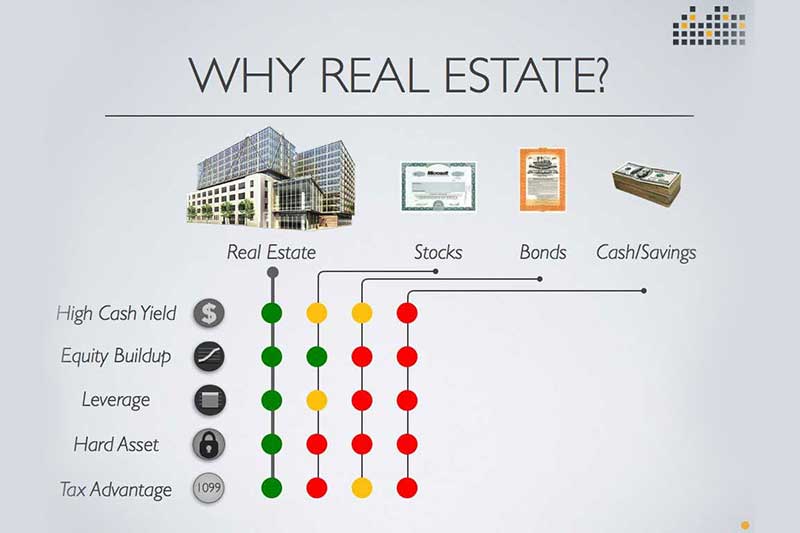 WHY REAL ESTATE?
Microsoft
Real Estate
Stocks
Bonds
Cash/Savings
High Cash Yield
$
Equity Buildup
Leverage
Hard Asset
Tax Advantage
1099